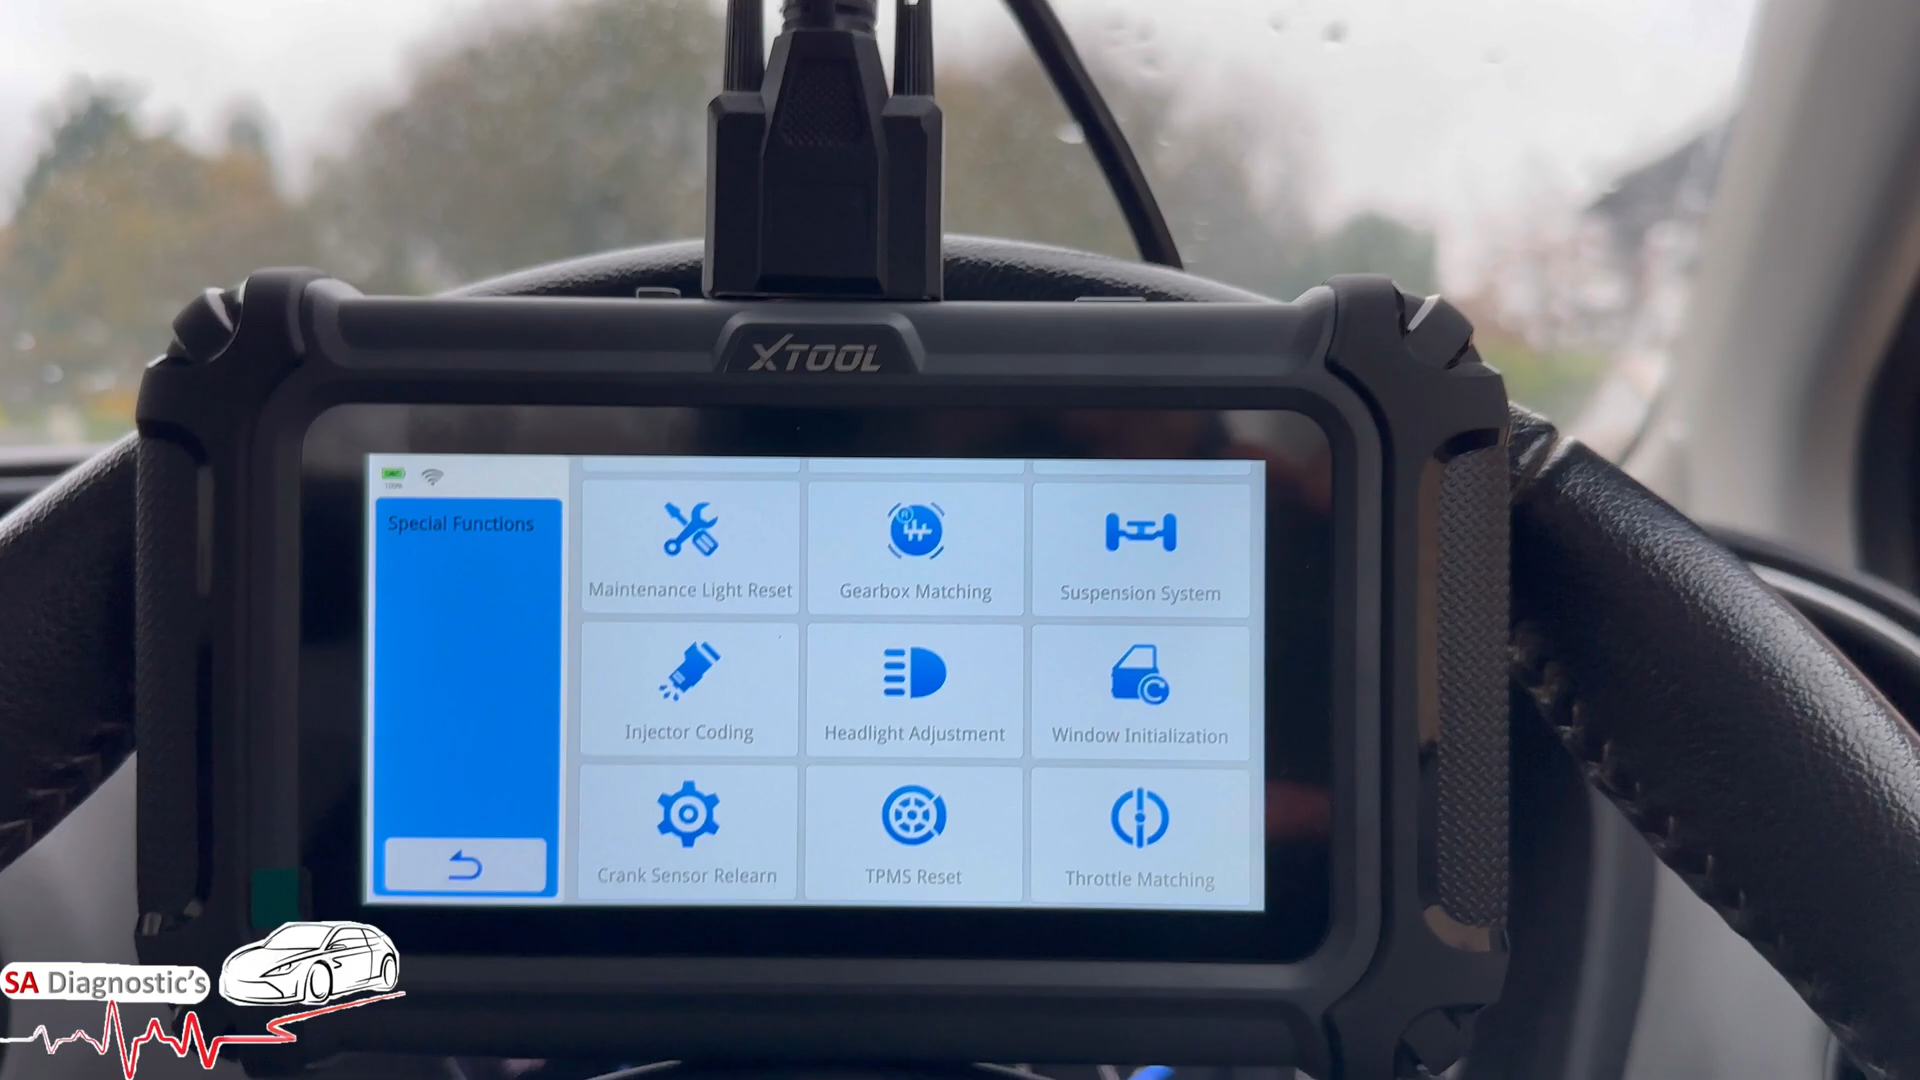 XTOOL
Special Functions
Maintenance Light Reset
Gearbox Matching
Suspension System
Injector Coding
Headlight Adjustment
Window Initialization
Crank Sensor Relearn
TPMS Reset
Throttle Matching
SA Diagnostic's